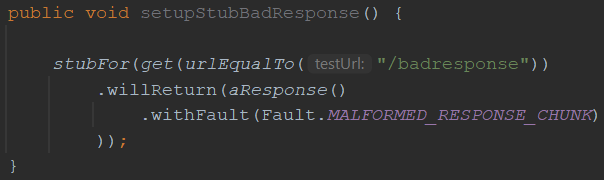 public void setupStubBadResponse() {
stubFor(get(urlEqualTo( testUrl: "/badresponse"))
.willReturn(aResponse()
.withFault(Fault.MALFORMED_RESPONSE_CHUNK)
));
}